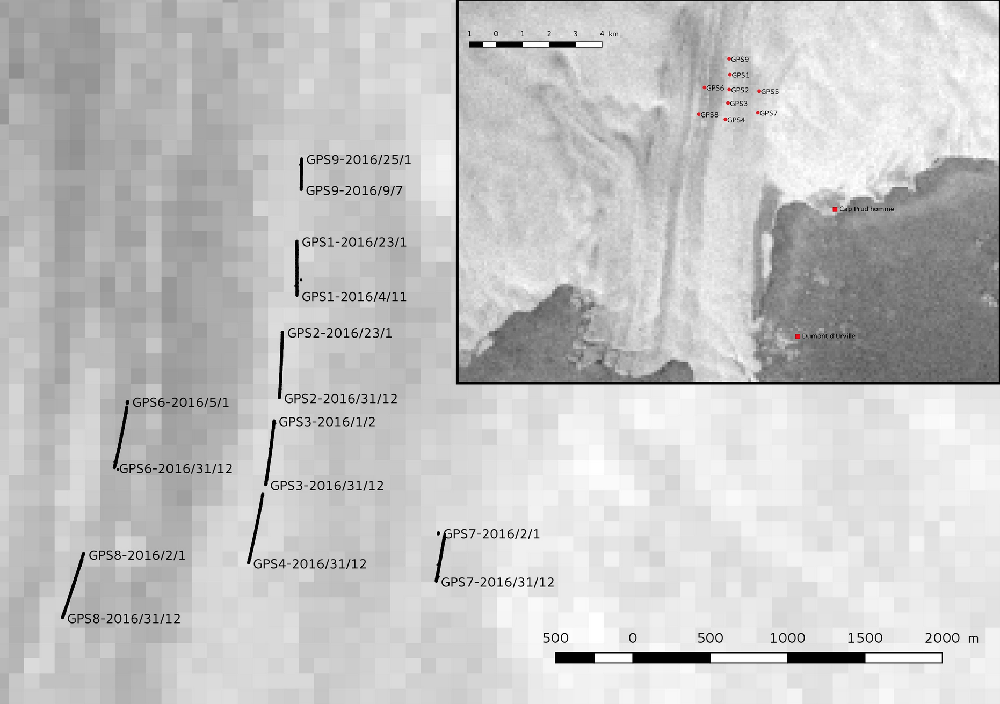 1 0 1 2 3 4 km
GPS9
GPS1
GPS6
GPS2
GPS5
GPS3
GPS8
GPS7
GPS4
Cap Prud'homme
Dumont d'Urville
GPS9-2016/25/1
GPS9-2016/9/7
GPS1-2016/23/1
GPS1-2016/4/11
GPS2-2016/23/1
GPS2-2016/31/12
GPS6-2016/5/1
GPS3-2016/1/2
GPS6-2016/31/12
GPS3-2016/31/12
GPS7-2016/2/1
GPS8-2016/2/1
GPS4-2016/31/12
GPS7-2016/31/12
GPS8-2016/31/12
500 0 500 1000 1500 2000 m